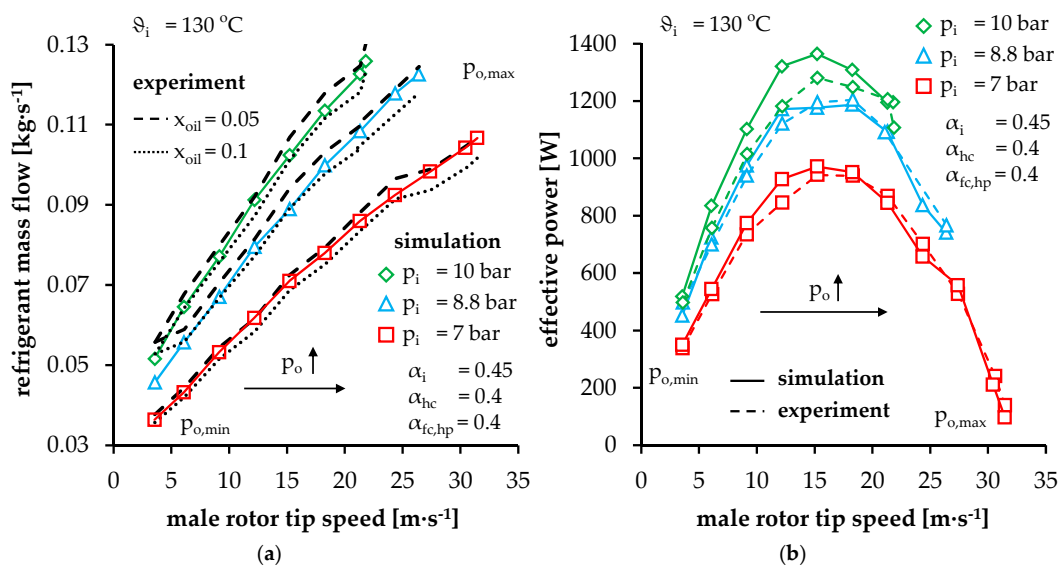 ϑi = 130 °C
0.13
0.11
0.09
0.07
0.05
0.03
refrigerant mass flow [kg·s-1]
experiment
xoil = 0.05
xoil = 0.1
po,max
simulation
pi = 10 bar
pi = 8.8 bar
pi = 7 bar
αi = 0.45
αhc = 0.4
αfc,hp = 0.4
po
po,min
0 5 10 15 20 25 30 35
male rotor tip speed [m·s-1]
(a)
ϑi = 130 °C
pi = 10 bar
pi = 8.8 bar
pi = 7 bar
αi = 0.45
αhc = 0.4
αfc,hp = 0.4
1400
1200
1000
800
600
400
200
0
effective power [W]
po
po,min
simulation
experiment
po,max
0 5 10 15 20 25 30 35
male rotor tip speed [m·s-1]
(b)